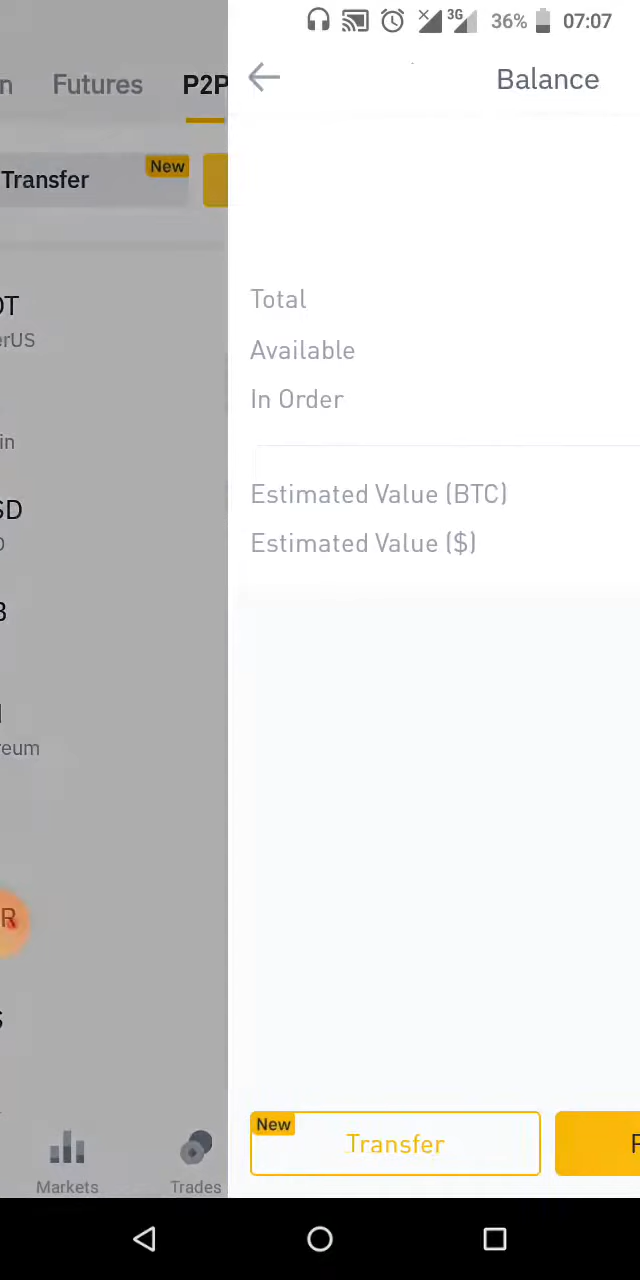 3G 36% 07:07
Balance
Futures P2P
New
Transfer
Total
Available
In Order
Estimated Value (BTC)
Estimated Value ($)
New
Transfer
Markets
Trades